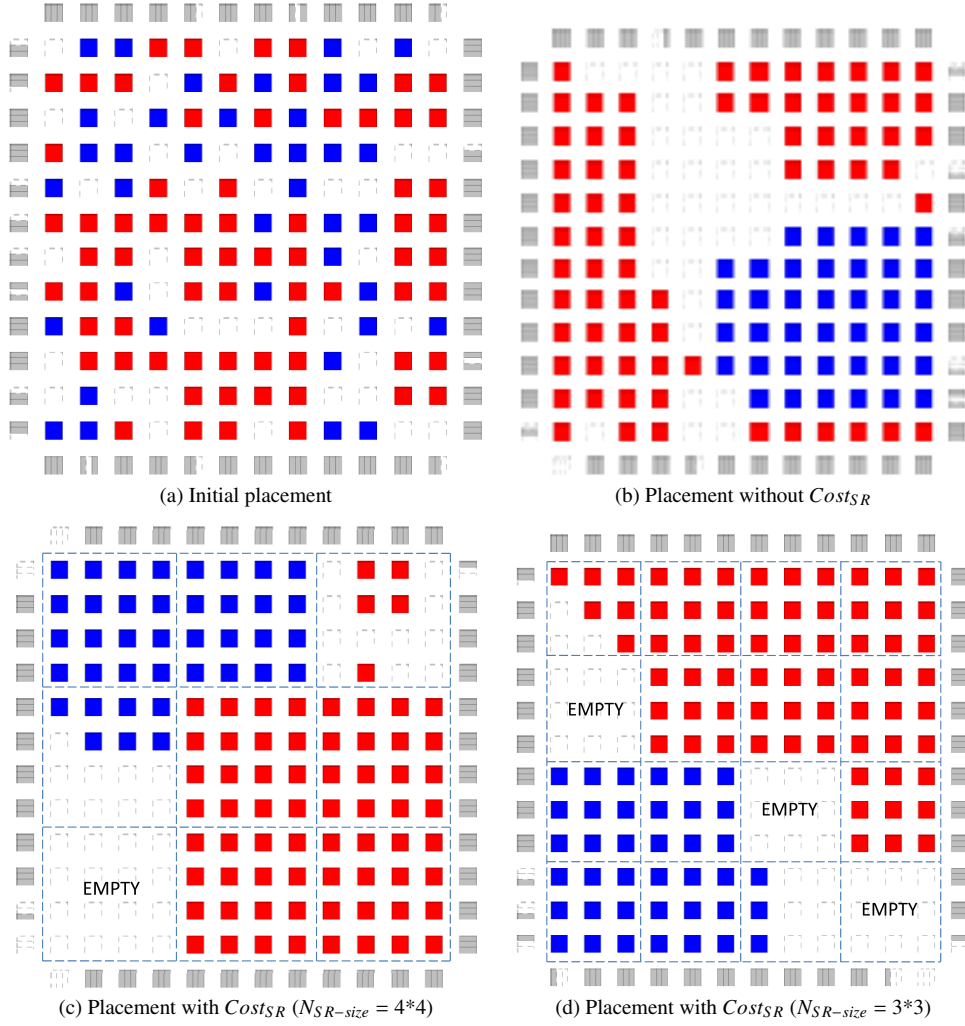 (a) Initial placement
(b) Placement without Cost_SR
EMPTY
EMPTY
EMPTY
EMPTY
(c) Placement with Cost_SR (N_SR−size = 4*4)
(d) Placement with Cost_SR (N_SR−size = 3*3)